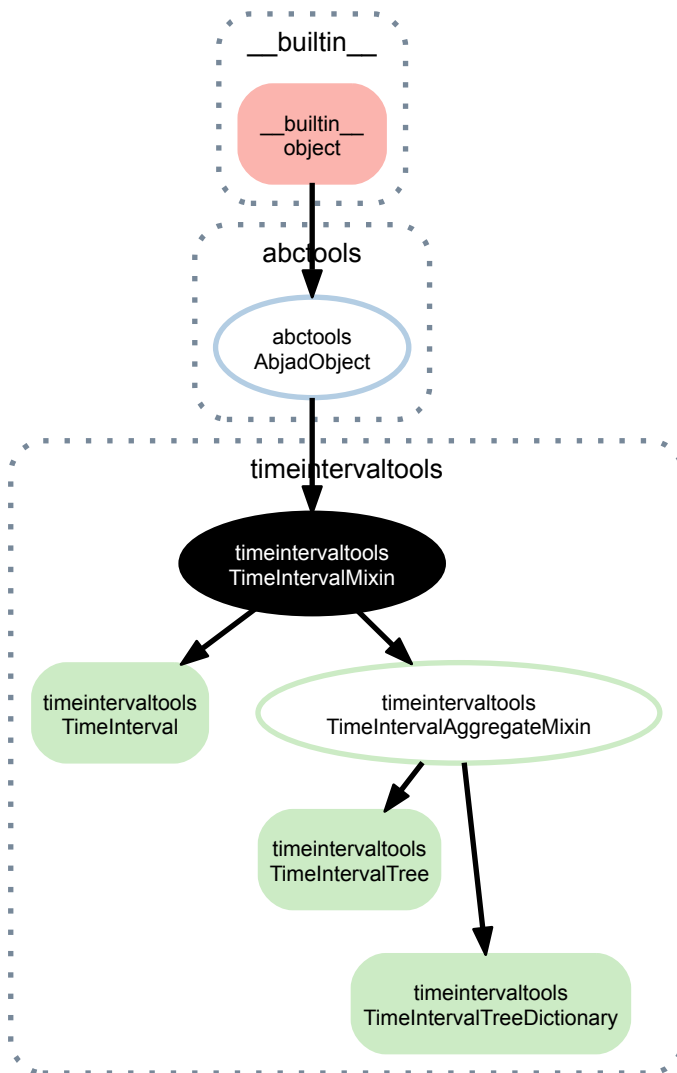 __builtin__
__builtin__
object
abctools
abctools
AbjadObject
timeintervaltools
timeintervaltools
TimeIntervalMixin
timeintervaltools
TimeInterval
timeintervaltools
TimeIntervalAggregateMixin
timeintervaltools
TimeIntervalTree
timeintervaltools
TimeIntervalTreeDictionary